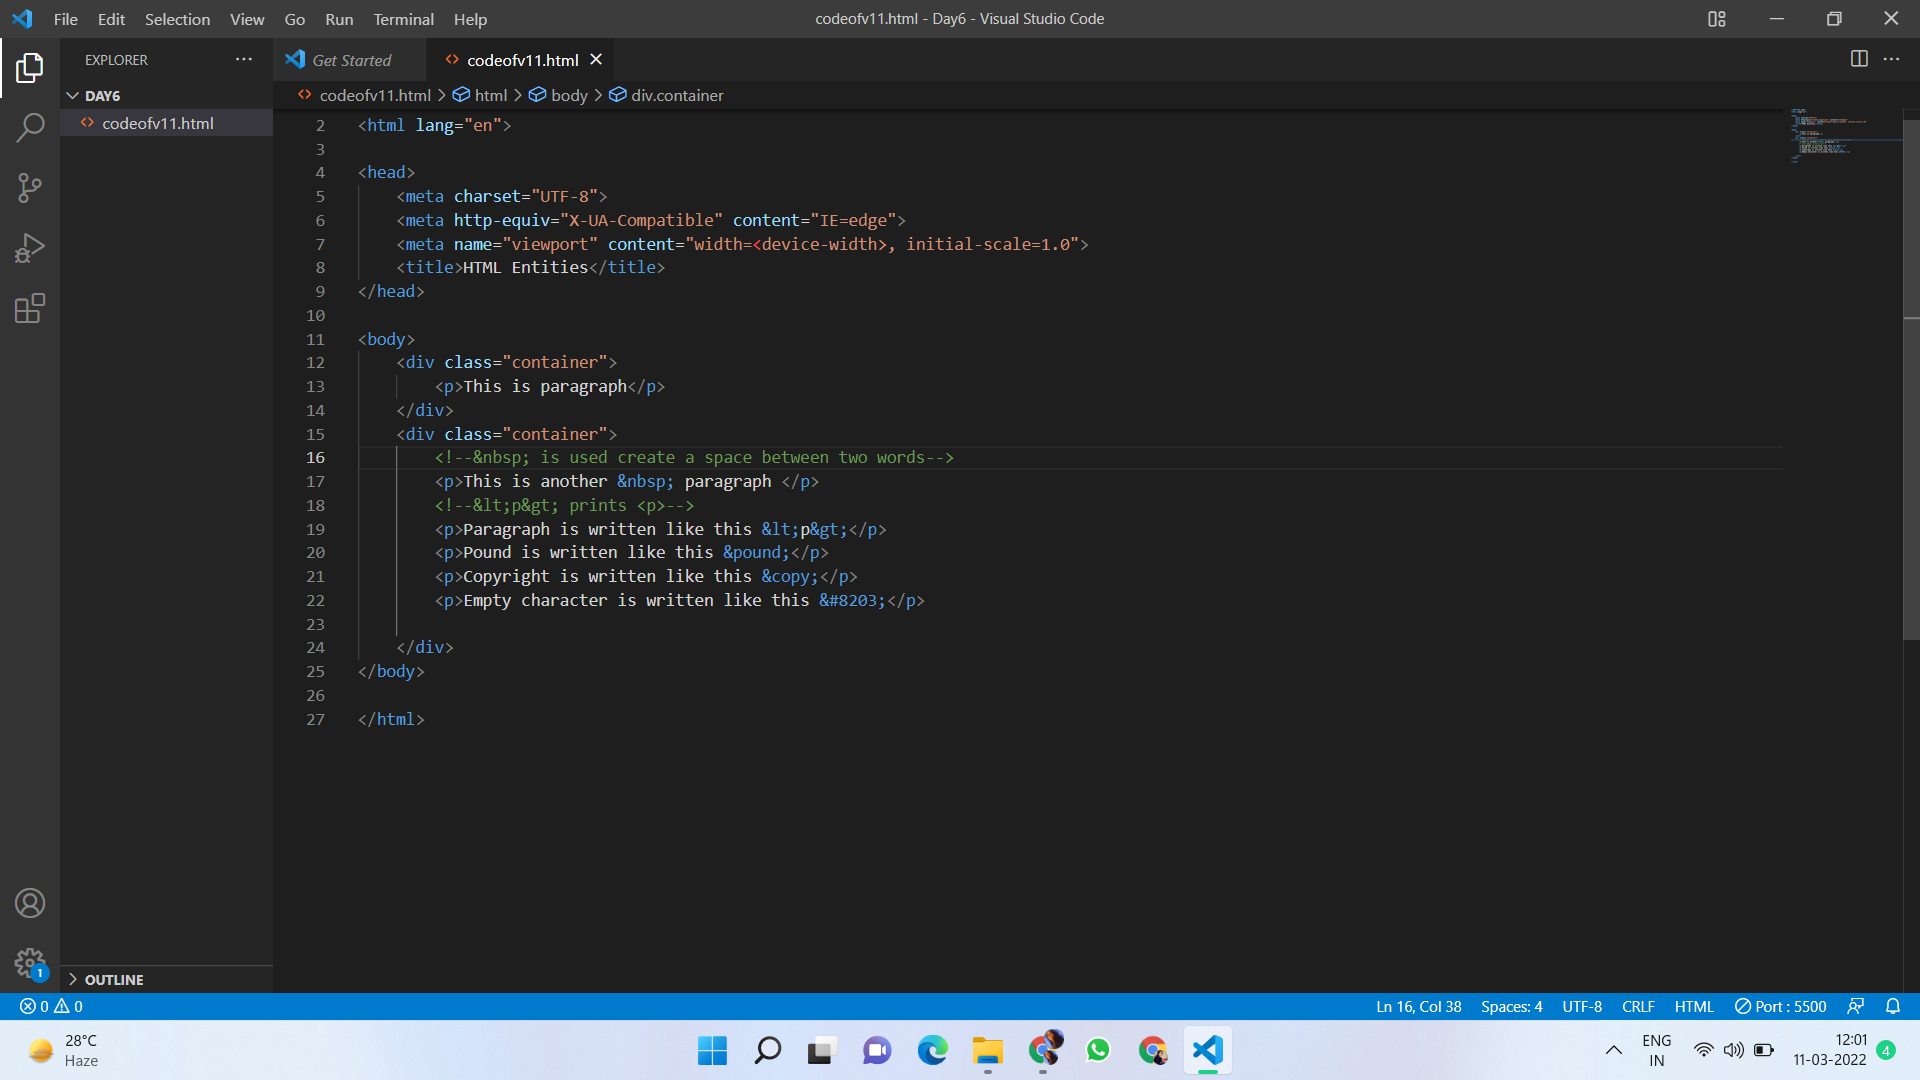 File Edit Selection View Go Run Terminal Help
codeofv11.html - Day6 - Visual Studio Code
EXPLORER
Get Started
codeofv11.html
DAY6
codeofv11.html
codeofv11.html > html > body > div.container
2 <html lang="en">
3
4 <head>
5 <meta charset="UTF-8">
6 <meta http-equiv="X-UA-Compatible" content="IE=edge">
7 <meta name="viewport" content="width=<device-width>, initial-scale=1.0">
8 <title>HTML Entities</title>
9 </head>
10
11 <body>
12 <div class="container">
13 <p>This is paragraph</p>
14 </div>
15 <div class="container">
16 <!--&nbsp; is used create a space between two words-->
17 <p>This is another &nbsp; paragraph </p>
18 <!--&lt;p&gt; prints <p>-->
19 <p>Paragraph is written like this &lt;p&gt;</p>
20 <p>Pound is written like this &pound;</p>
21 <p>Copyright is written like this &copy;</p>
22 <p>Empty character is written like this &#8203;</p>
23
24 </div>
25 </body>
26
27 </html>
1
OUTLINE
0 0
Ln 16, Col 38 Spaces: 4 UTF-8 CRLF HTML Port : 5500
28°C
Haze
ENG
IN
12:01
11-03-2022
4